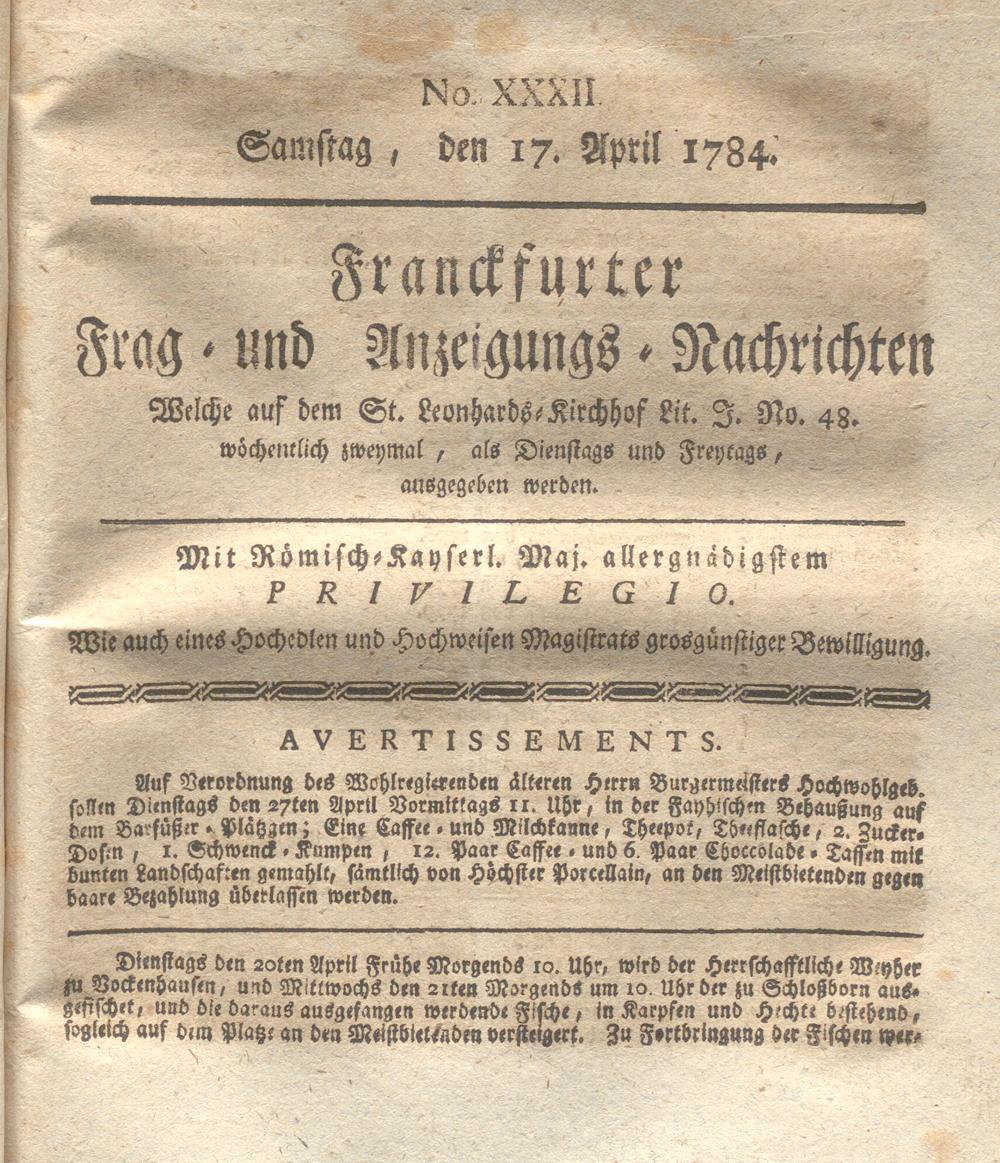 No. XXXII.
Samstag, den 17. April 1784.
Franckfurter
Frag- und Anzeigungs-Nachrichten
Welche auf dem St. Leonhards-Kirchhof Lit. J. No. 48.
wöchentlich zweymal, als Dienstags und Freytags,
ausgegeben werden.
Mit Römisch-Kayserl. Maj. allergnädigstem
PRIVILEGIO.
Wie auch eines Hochedlen und Hochweisen Magistrats grosgünstiger Bewilligung.
AVERTISSEMENTS.
Auf Verordnung des Wohlregierenden älteren Herrn Burgermeisters Hochwohlgeb.
sollen Dienstags den 27ten April Vormittags 11. Uhr, in der Fayhischen Behaußung auf
dem Barfüßer-Plätzgen; Eine Caffee- und Milchkanne, Theepot, Theeflasche, 2. Zucker-
Dosen, 1. Schwenck-Kumpen, 12. Paar Caffee- und 6. Paar Choccolade-Tassen mit
bunten Landschaften gemahlt, sämtlich von Höchster Porcellain, an den Meistbietenden gegen
baare Bezahlung überlassen werden.
Dienstags den 20ten April Frühe Morgends 10. Uhr, wird der Herrschafftliche Weyher
zu Vockenhausen, und Mittwochs den 21ten Morgends um 10. Uhr der zu Schloßborn aus-
gefischet, und die daraus ausgefangen werdende Fische, in Karpfen und Hechte bestehend,
sogleich auf dem Platze an den Meistbietenden versteigert. Zu Fortbringung der Fischen wer-